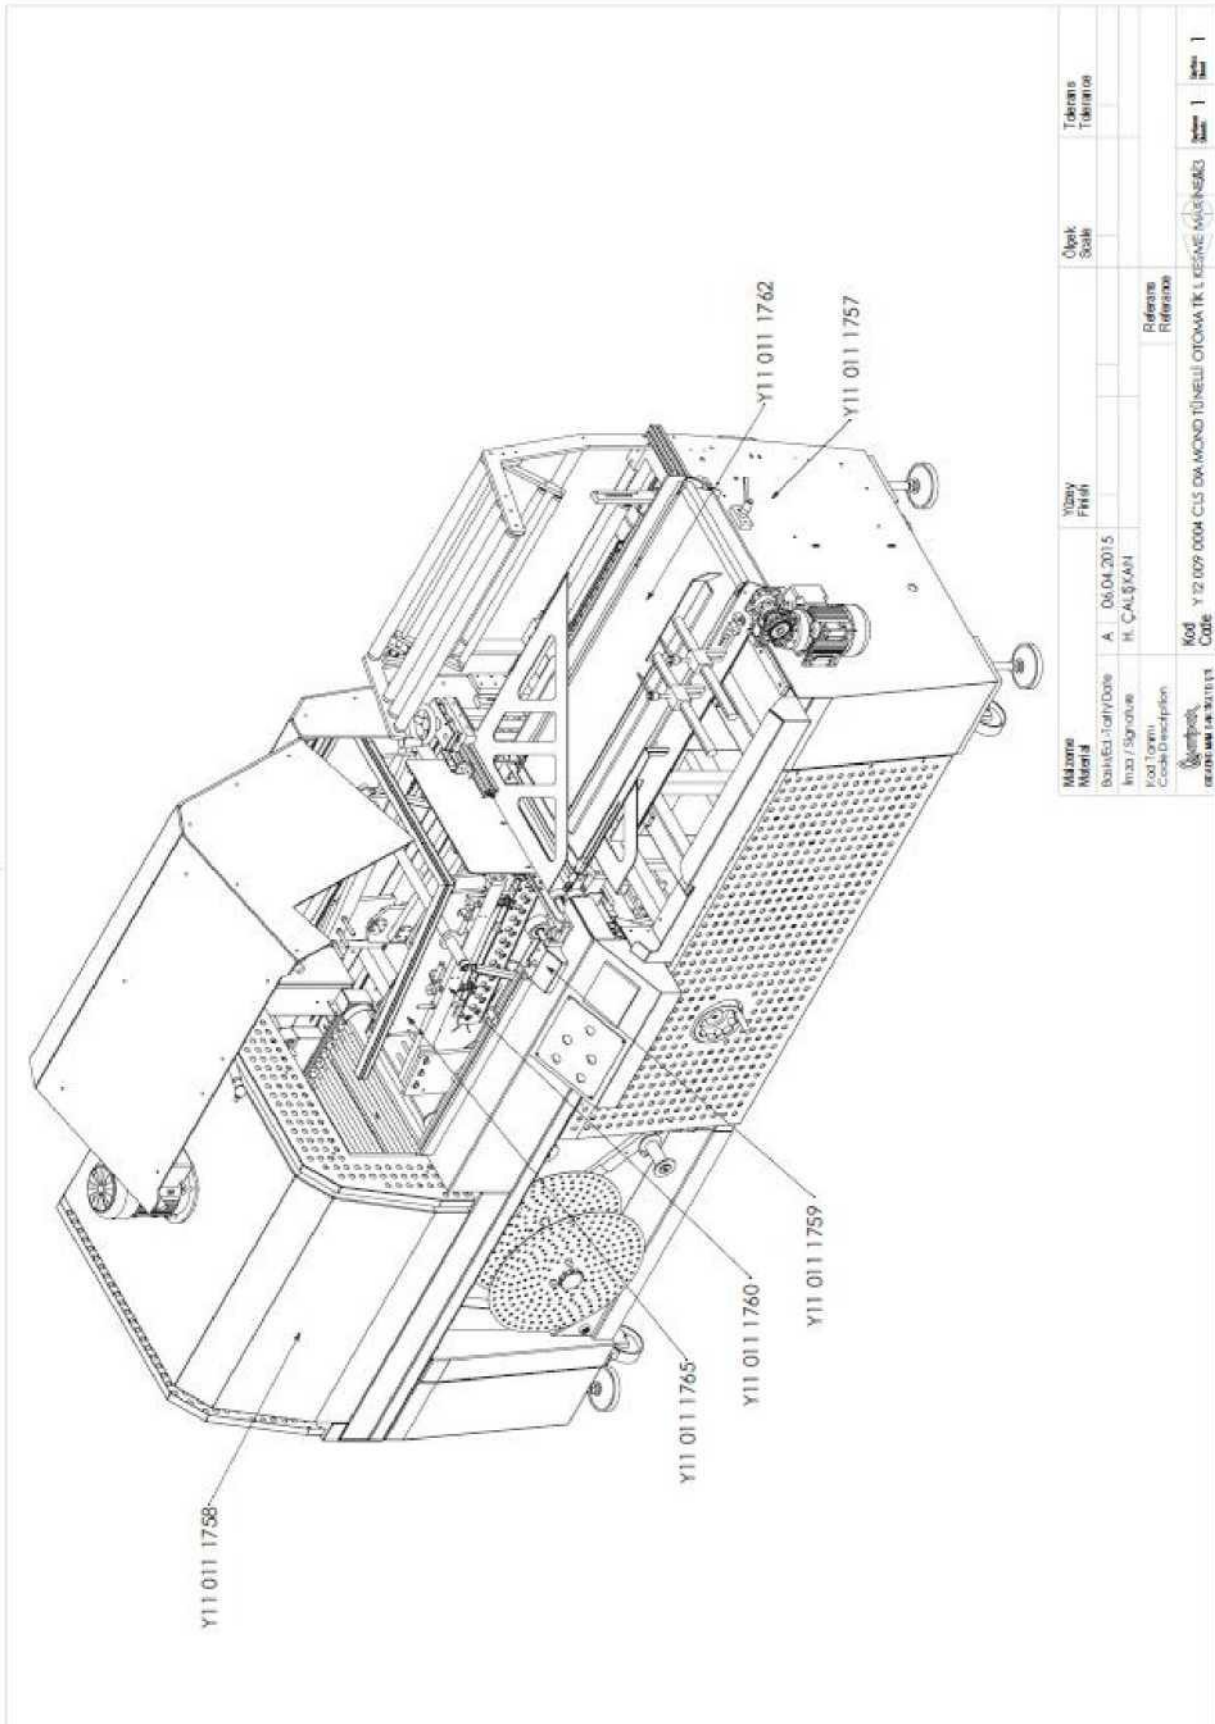 Y11 011 1758
Y11 011 1765
Y11 011 1760
Y11 011 1759
Y11 011 1762
Y11 011 1757
Malzeme
Material
Yüzey
Finish
Ölçek
Scale
Tolerans
Tolerance
Baskı/Ed.-Tarih/Date A 06.04.2015
İmza / Signature H. ÇALIŞKAN
Kod Tanımı
Code Description
Referans
Reference
Kod
Code
Y12 009 0004 CLS DIAMOND TÜNELLİ OTOMATİK L KESME
1
1